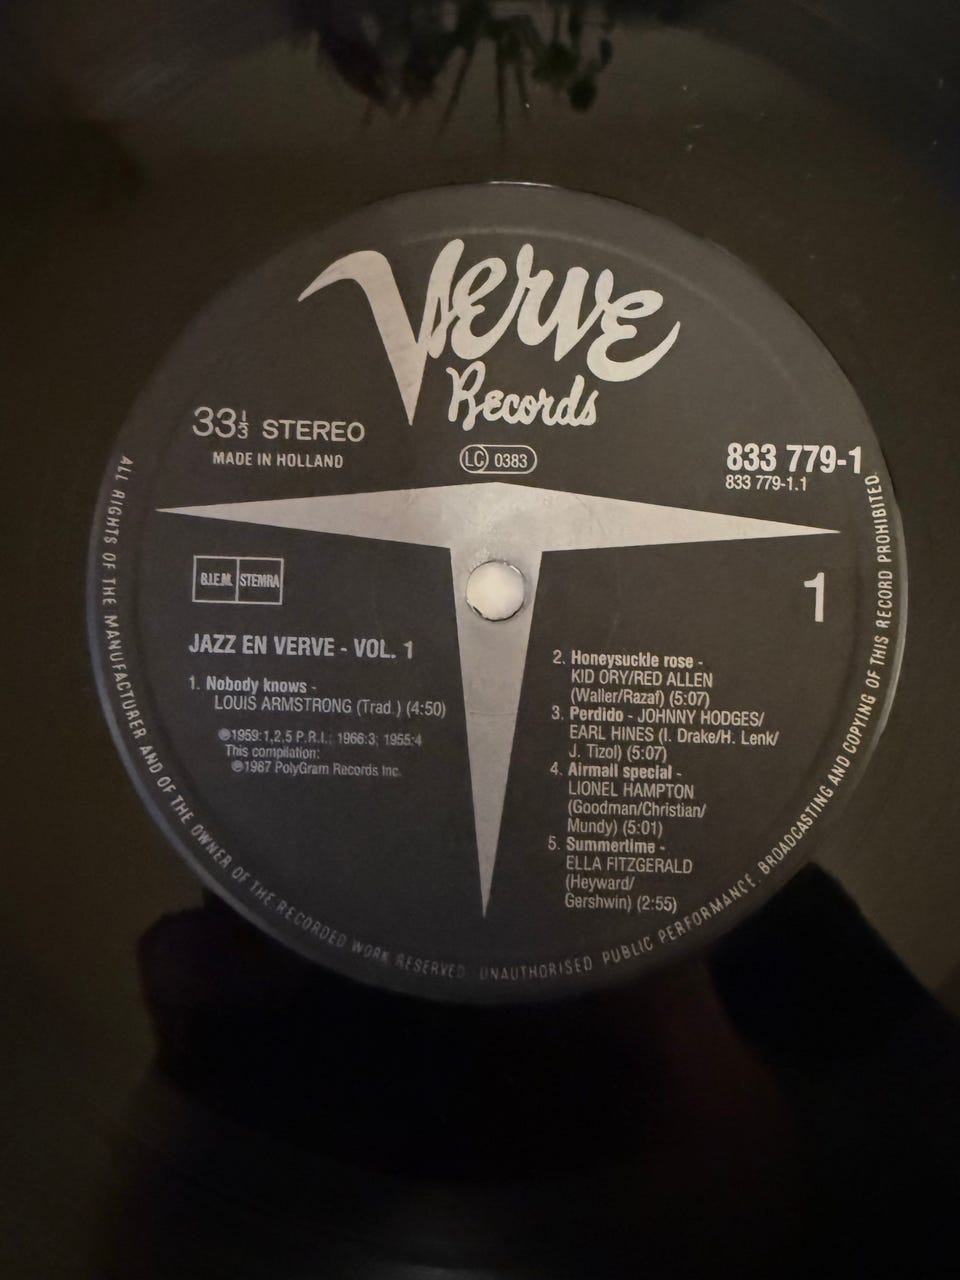 Verve
Records
33⅓ STEREO
MADE IN HOLLAND
LC 0383
833 779-1
833 779-1.1
B.I.E.M. STEMRA
1
JAZZ EN VERVE - VOL. 1
1. Nobody knows -
LOUIS ARMSTRONG (Trad.) (4:50)
℗1959:1,2,5 P.R.I.; 1966:3; 1955:4
This compilation:
℗1987 PolyGram Records Inc.
2. Honeysuckle rose -
KID ORY/RED ALLEN
(Waller/Razaf) (5:07)
3. Perdido - JOHNNY HODGES/
EARL HINES (I. Drake/H. Lenk/
J. Tizol) (5:07)
4. Airmail special -
LIONEL HAMPTON
(Goodman/Christian/
Mundy) (5:01)
5. Summertime -
ELLA FITZGERALD
(Heyward/
Gershwin) (2:55)
ALL RIGHTS OF THE MANUFACTURER AND OF THE OWNER OF THE RECORDED WORK RESERVED. UNAUTHORISED PUBLIC PERFORMANCE. BROADCASTING AND COPYING OF THIS RECORD PROHIBITED.